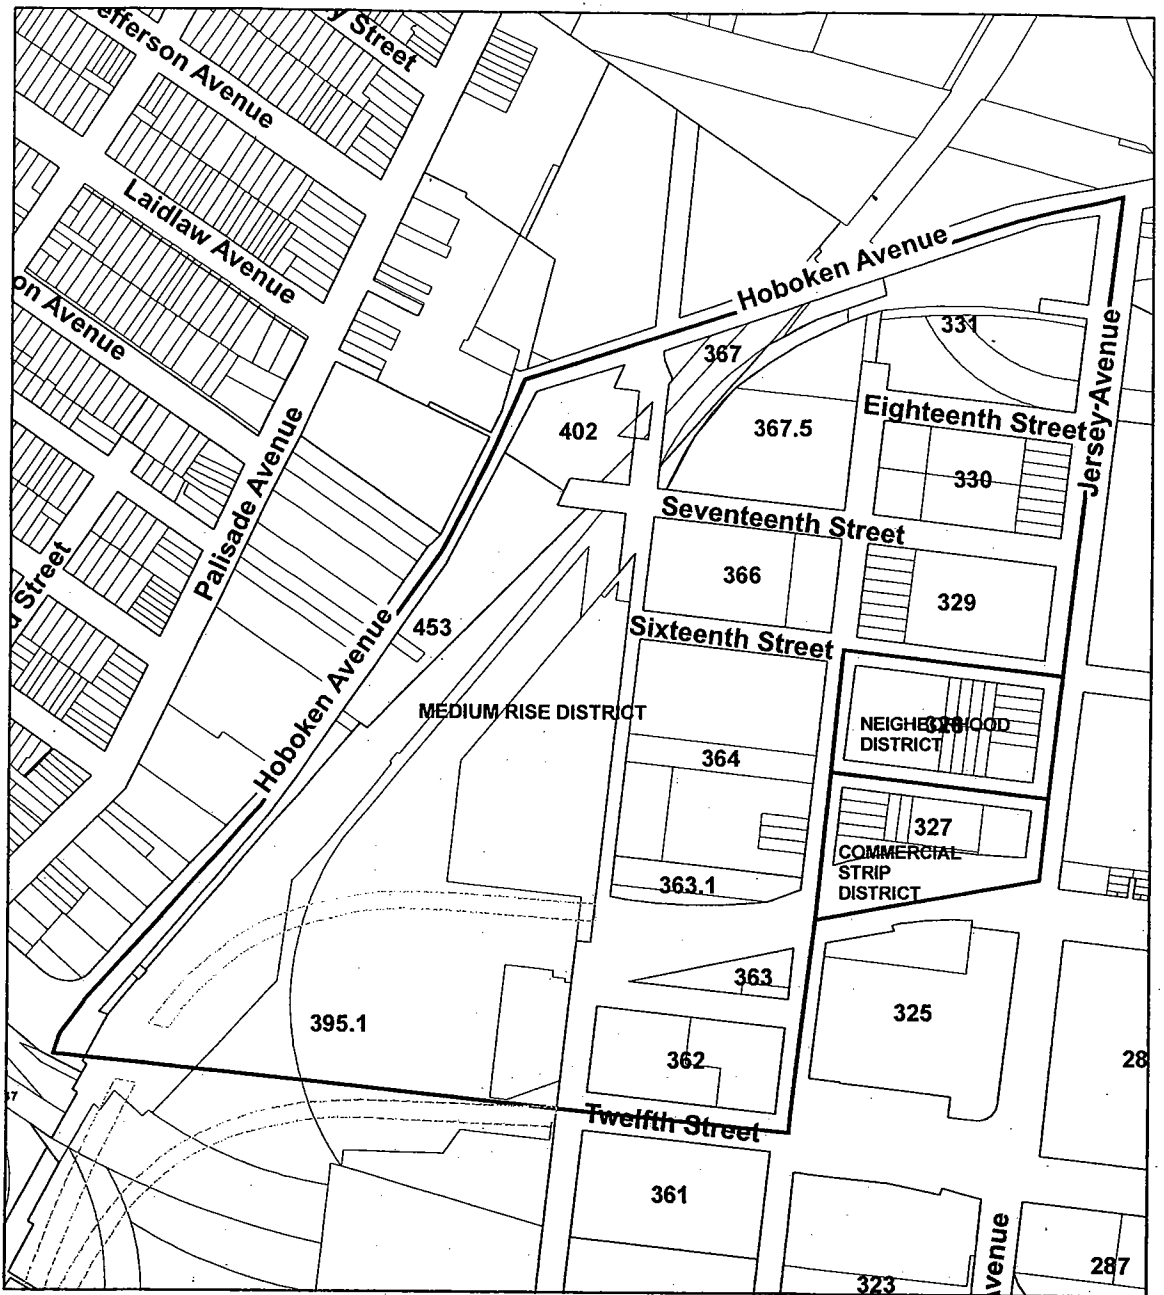 y Street
efferson Avenue
Laidlaw Avenue
on Avenue
Hoboken Avenue
331
367
Jersey Avenue
Eighteenth Street
402
367.5
Palisade Avenue
330
Seventeenth Street
366
329
d Street
453
Sixteenth Street
Hoboken Avenue
MEDIUM RISE DISTRICT
NEIGHBORHOOD
DISTRICT
328
364
327
COMMERCIAL
STRIP
DISTRICT
363.1
363
325
395.1
362
28
37
Twelfth Street
361
venue
287
323